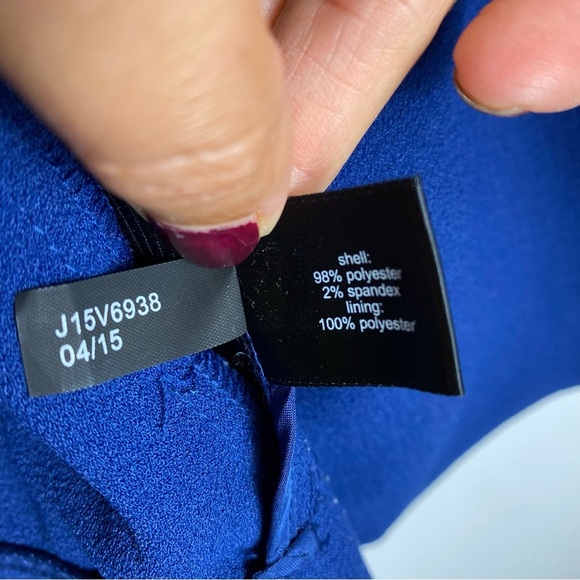 J15V6938
04/15
shell:
98% polyester
2% spandex
lining:
100% polyester